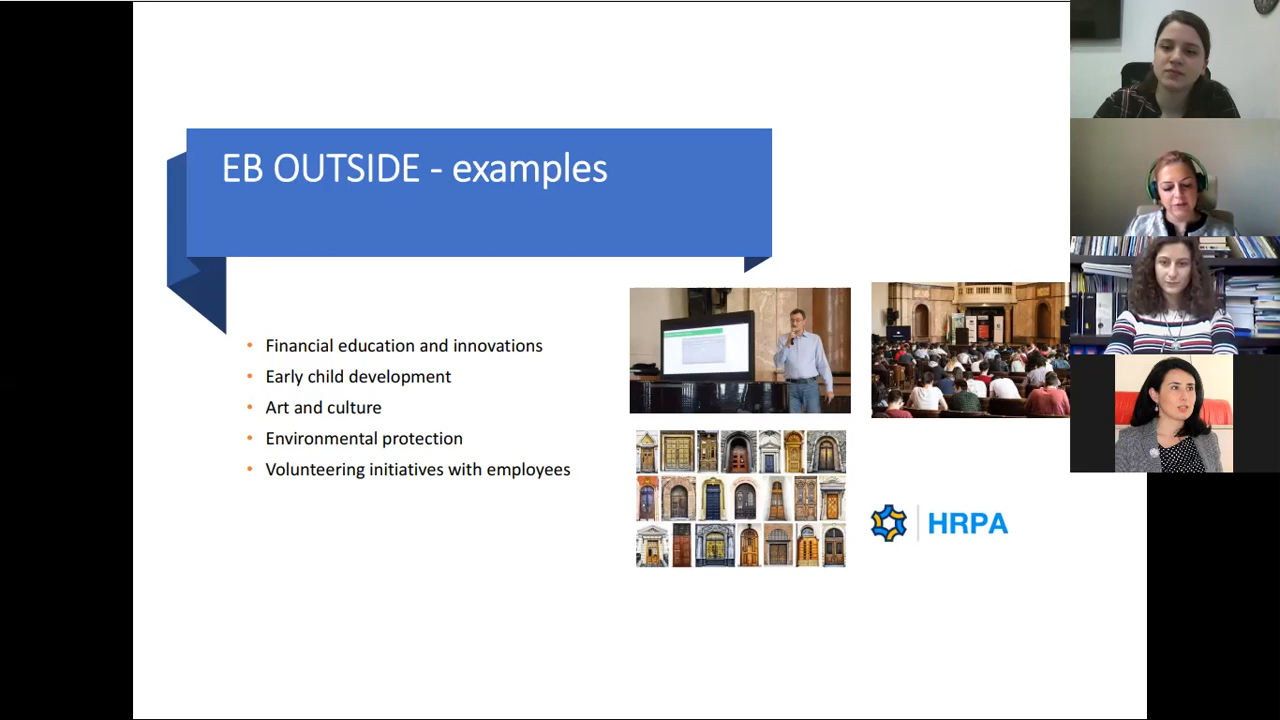 EB OUTSIDE - examples
• Financial education and innovations
• Early child development
• Art and culture
• Environmental protection
• Volunteering initiatives with employees
HRPA